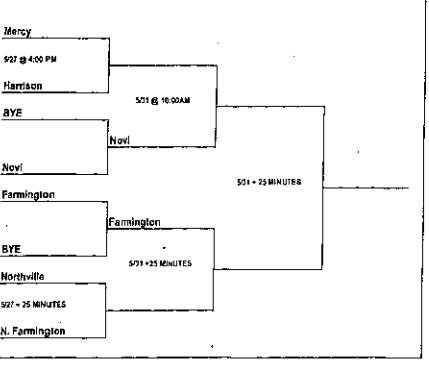 Mercy
5/27 @ 4:00 PM
Harrison
5/31 @ 10:00AM
BYE
Novi
Novi
5/31 + 25 MINUTES
Farmington
Farmington
BYE
5/31 +25 MINUTES
Northville
5/27 + 25 MINUTES
N. Farmington